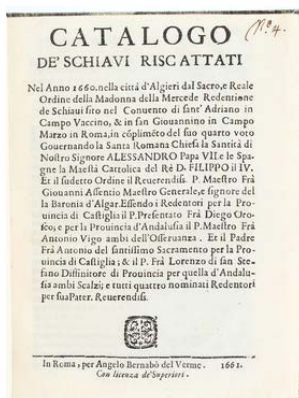 N.º 4.
CATALOGO
DE' SCHIAVI RISCATTATI
Nel Anno 1660. nella città d'Algieri dal Sacro, e Reale
Ordine della Madonna della Mercede Redentione
de Schiaui sito nel Conuento di sant'Adriano in
Campo Vaccino, & in san Giouannino in Campo
Marzo in Roma, in cõplimẽto del suo quarto voto
Gouernando la Santa Romana Chiesa la Santità di
Nostro Signore ALESSANDRO Papa VII. e le Spa-
gne la Maestà Cattolica del Rè D. FILIPPO il IV.
Et il sudetto Ordine il Reuerendiss. P. Maestro Frà
Giouanni Assentio Maestro Generale, e signore del
la Baronia d'Algar. Essendo i Redentori per la Pro-
uincia di Castiglia il P. Presentato Frà Diego Oro-
sco, e per la Prouincia d'Andalusia il P. Maestro Frà
Antonio Vigo ambi dell'Osseruanza. Et il Padre
Frà Antonio del santissimo Sacramento per la Pro-
uincia di Castiglia; & il P. Frà Lorenzo di san Ste-
fano Diffinitore di Prouincia per quella d'Andalu-
sia ambi Scalzi; e tutti quattro nominati Redentori
per sua Pater. Reuerendiss.
In Roma, per Angelo Bernabò del Verme. 1661.
Con licenza de' Superiori.